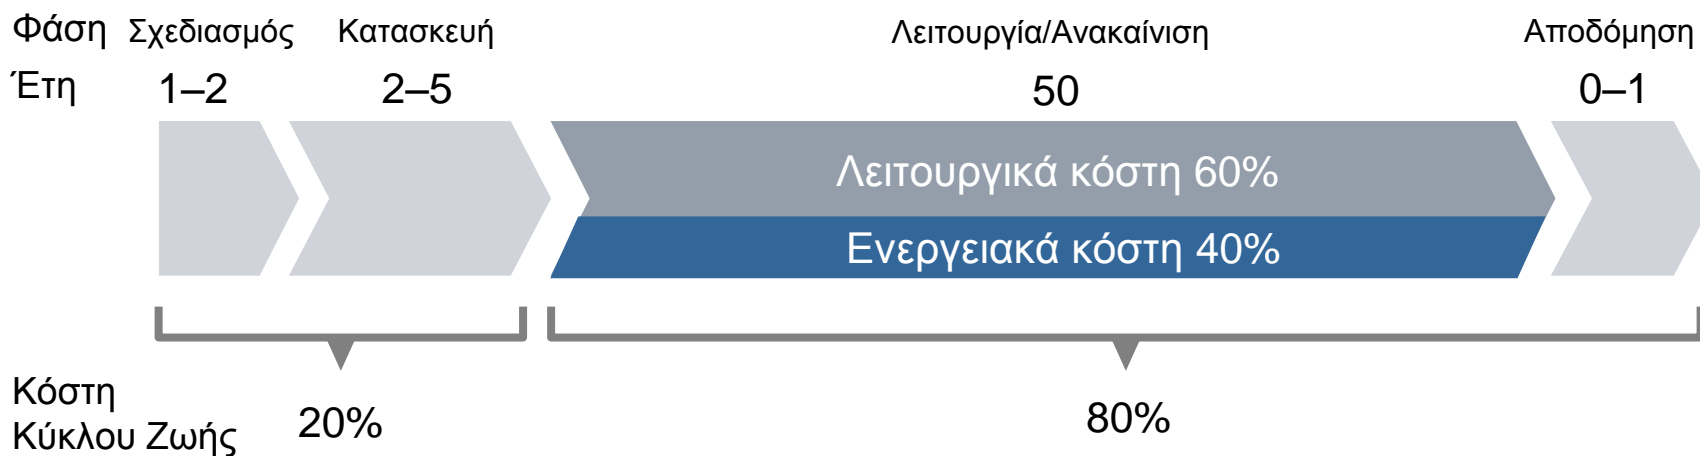 Φάση Σχεδιασμός Κατασκευή Λειτουργία/Ανακαίνιση Αποδόμηση
Έτη 1–2 2–5 50 0–1
Λειτουργικά κόστη 60%
Ενεργειακά κόστη 40%
Κόστη
Κύκλου Ζωής 20% 80%